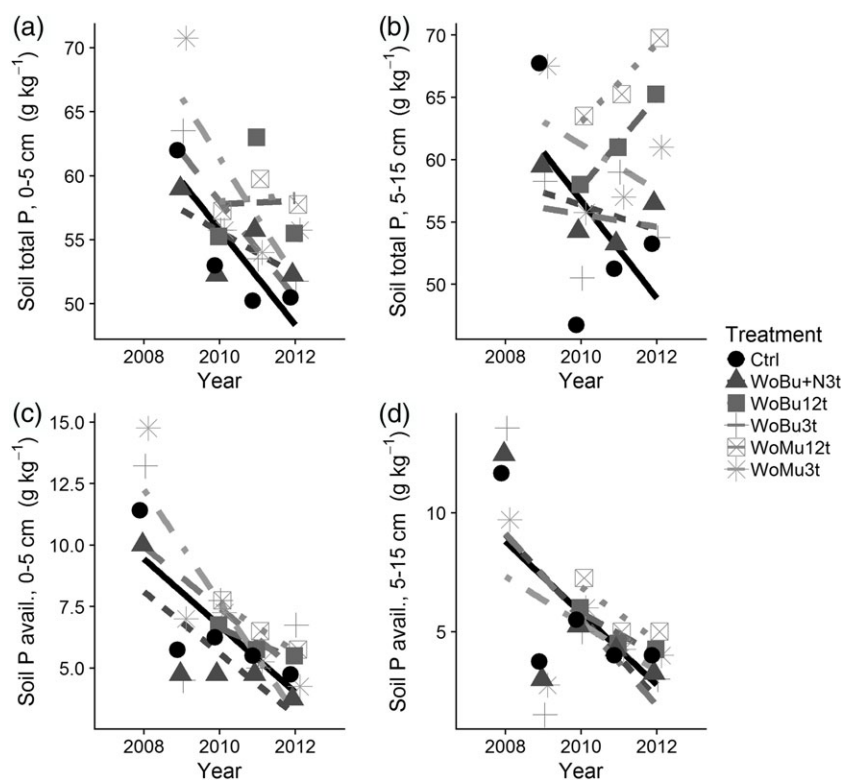 (a)
Soil total P, 0-5 cm (g kg⁻¹)
70
65
60
55
50
2008 2010 2012
Year
(b)
Soil total P, 5-15 cm (g kg⁻¹)
70
65
60
55
50
2008 2010 2012
Year
Treatment
Ctrl
WoBu+N3t
WoBu12t
WoBu3t
WoMu12t
WoMu3t
(c)
Soil P avail., 0-5 cm (g kg⁻¹)
15.0
12.5
10.0
7.5
5.0
2008 2010 2012
Year
(d)
Soil P avail., 5-15 cm (g kg⁻¹)
10
5
2008 2010 2012
Year